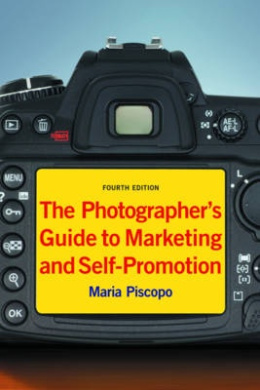 AE-L
AF-L
MENU
FOURTH EDITION
The Photographer's
Guide to Marketing
and Self-Promotion
Maria Piscopo
L
OK